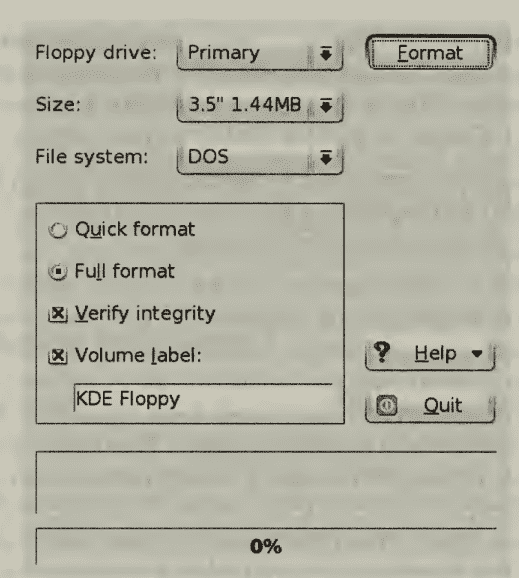 Floppy drive: Primary Format
Size: 3.5" 1.44MB
File system: DOS
Quick format
Full format
Verify integrity
Volume label:
KDE Floppy
? Help
Quit
0%